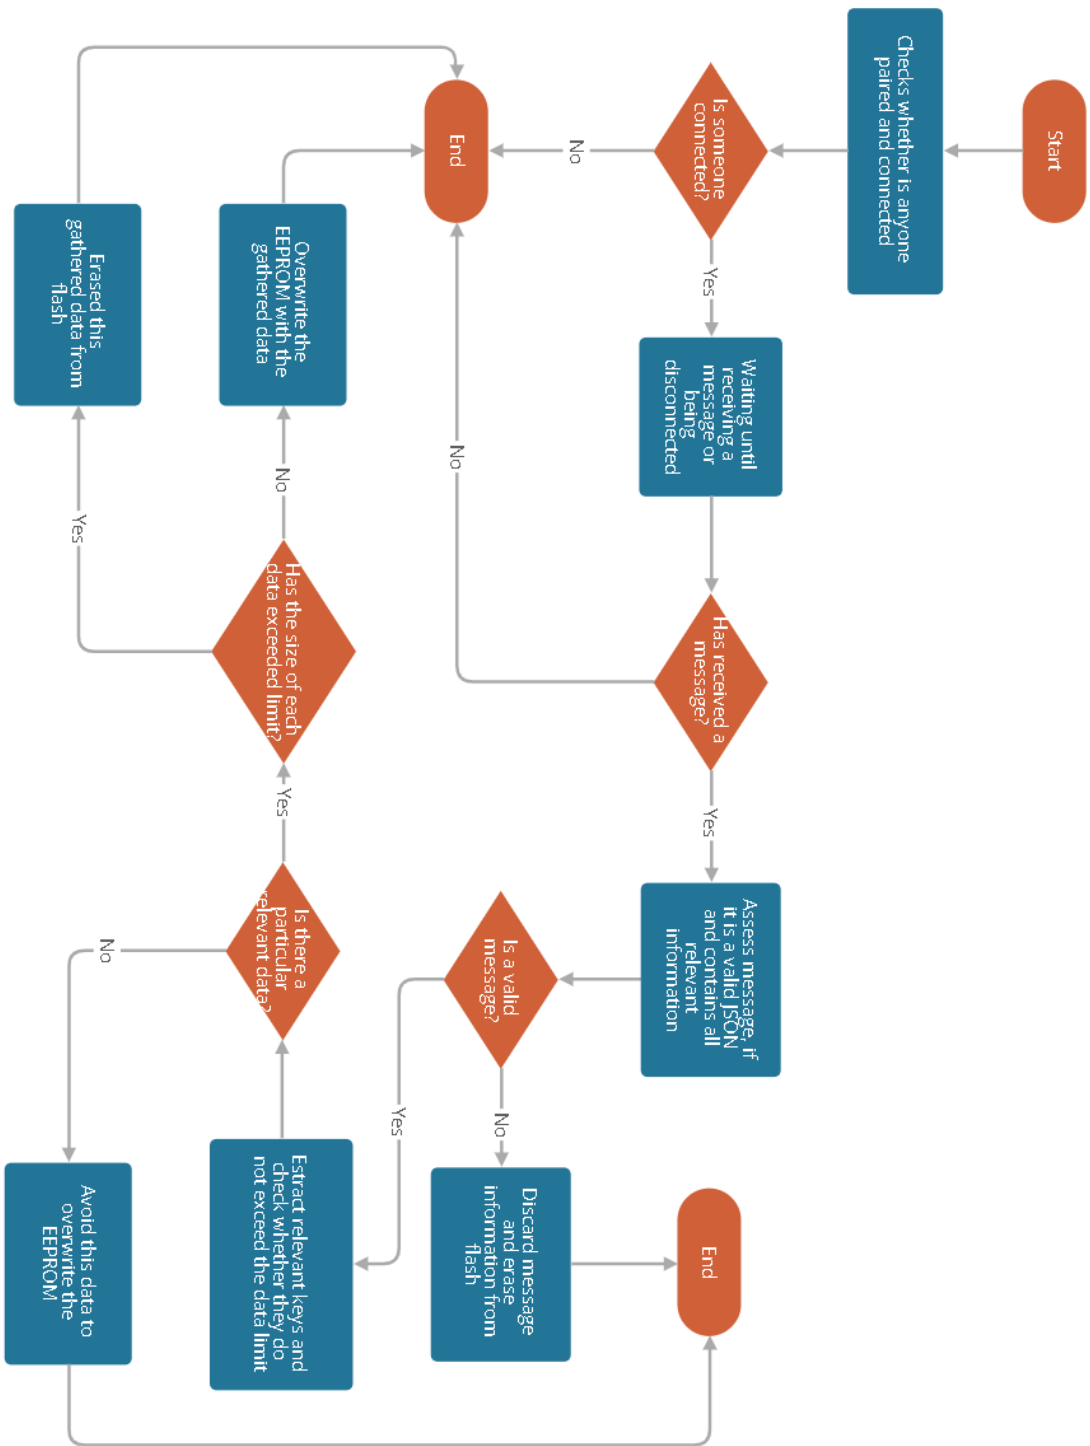 Start
Checks whether is anyone
paired and connected
Is someone
connected?
No
End
Yes
Waiting until
receiving a
message or
being
disconnected
Has received a
message?
No
Yes
Assess message, if
it is a valid JSON
and contains all
relevant
information
Is a valid
message?
No
Discard message
and erase
information from
flash
End
Yes
Estract relevant keys and
check whether they do
not exceed the data limit
Is there a
particular
relevant data?
No
Avoid this data to
overwrite the
EEPROM
Yes
Has the size of each
data exceeded limit?
No
Overwrite the
EEPROM with the
gathered data
Yes
Erased this
gathered data from
flash